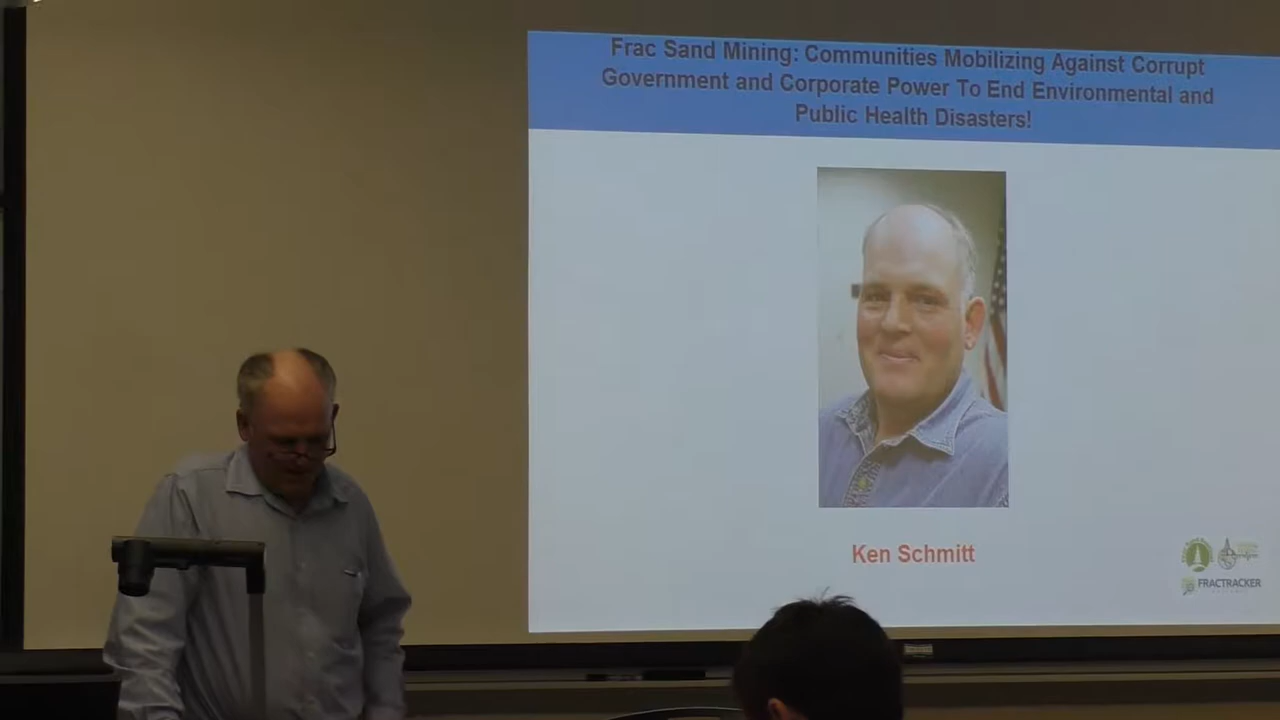 Frac Sand Mining: Communities Mobilizing Against Corrupt
Government and Corporate Power To End Environmental and
Public Health Disasters!
Ken Schmitt
FRACTRACKER